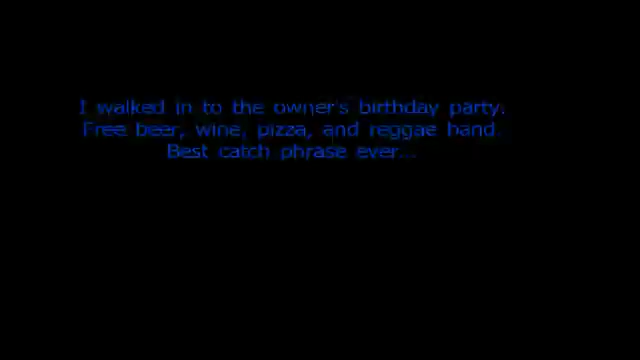 I walked in to the owner's birthday party.
Free beer, wine, pizza, and reggae band.
Best catch phrase ever...